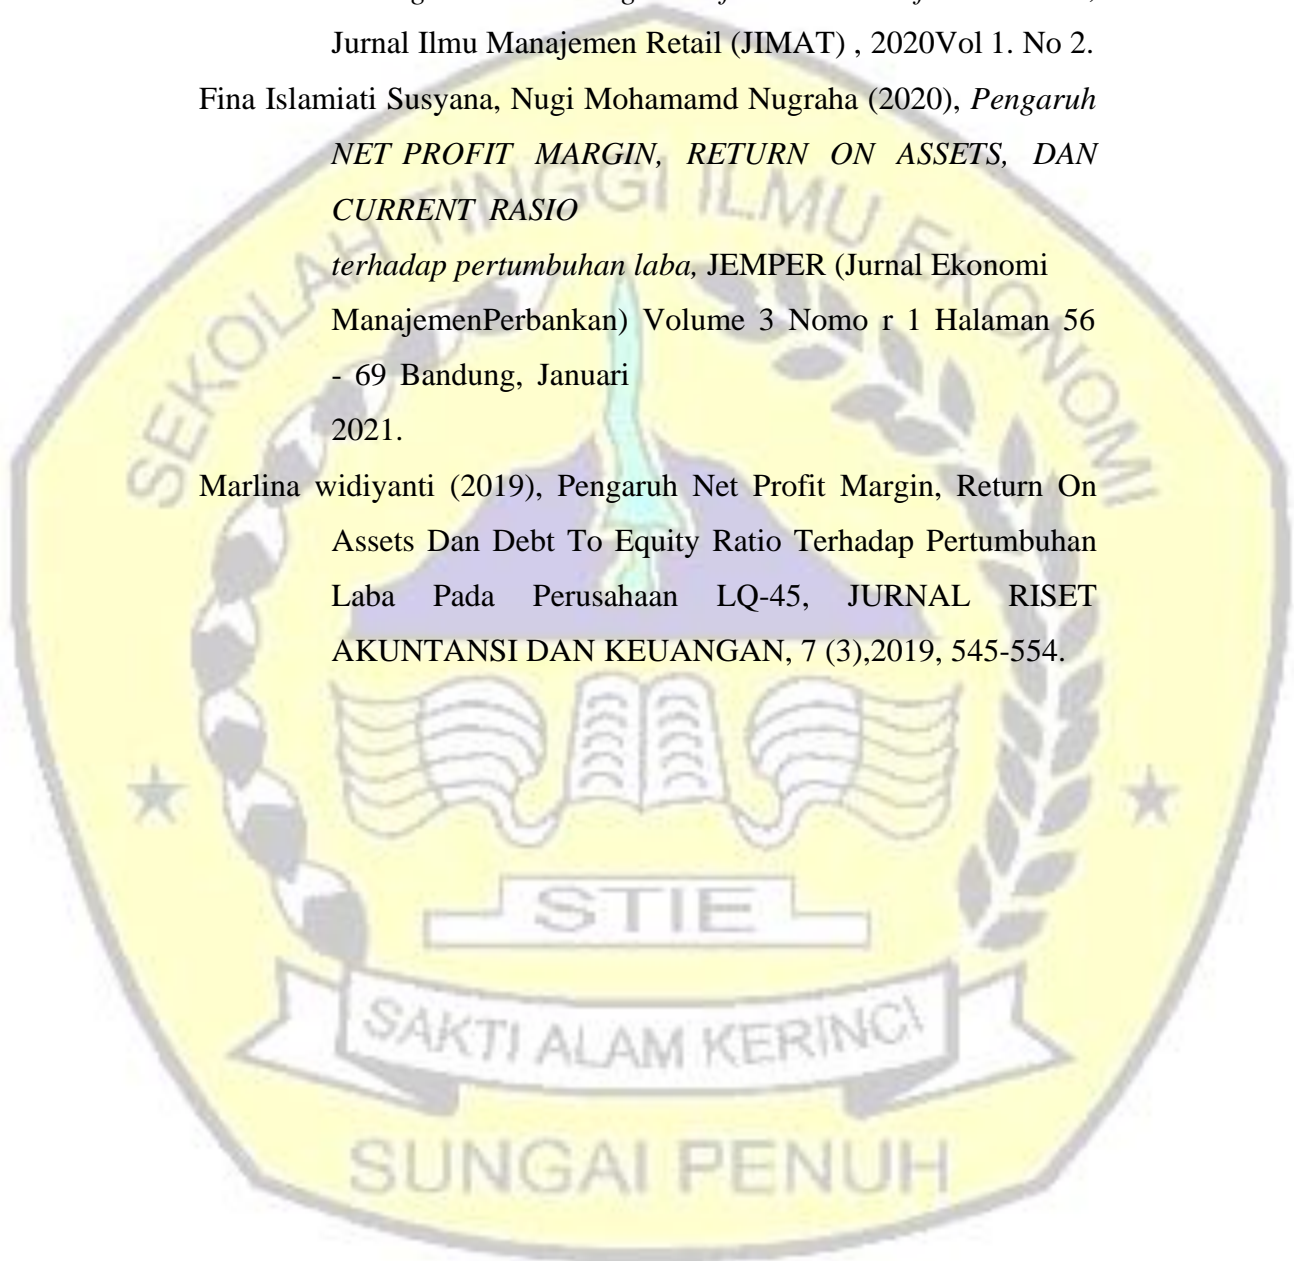 Jurnal Ilmu Manajemen Retail (JIMAT) , 2020Vol 1. No 2.
Fina Islamiati Susyana, Nugi Mohamamd Nugraha (2020), Pengaruh
NET PROFIT MARGIN, RETURN ON ASSETS, DAN
CURRENT RASIO
terhadap pertumbuhan laba, JEMPER (Jurnal Ekonomi
ManajemenPerbankan) Volume 3 Nomo r 1 Halaman 56
- 69 Bandung, Januari
2021.
Marlina widiyanti (2019), Pengaruh Net Profit Margin, Return On
Assets Dan Debt To Equity Ratio Terhadap Pertumbuhan
Laba Pada Perusahaan LQ-45, JURNAL RISET
AKUNTANSI DAN KEUANGAN, 7 (3),2019, 545-554.
SEKOLAH TINGGI ILMU EKONOMI
STIE
SAKTI ALAM KERINCI
SUNGAI PENUH